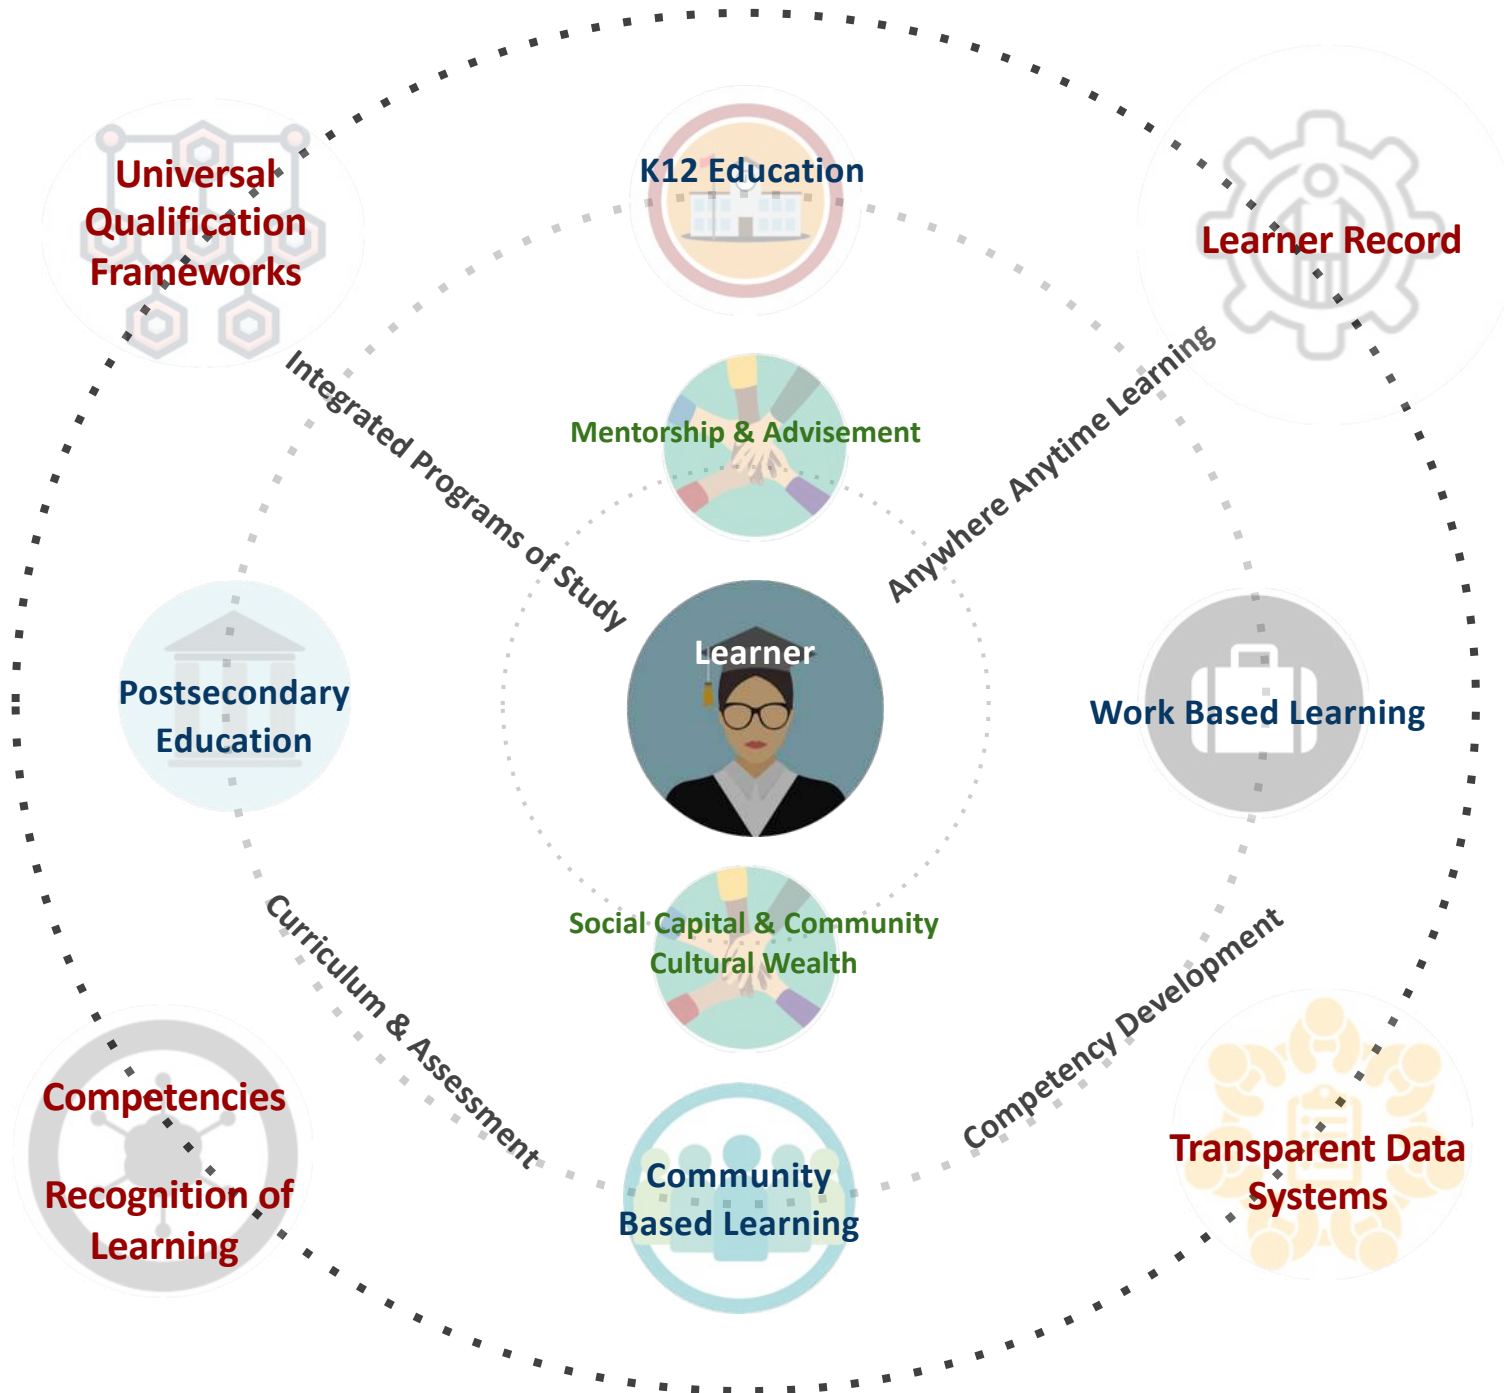 Universal
Qualification
Frameworks
K12 Education
Learner Record
Integrated Programs of Study
Anywhere Anytime Learning
Mentorship & Advisement
Learner
Postsecondary
Education
Work Based Learning
Social Capital & Community
Cultural Wealth
Curriculum & Assessment
Competency Development
Competencies
Recognition of
Learning
Community
Based Learning
Transparent Data
Systems